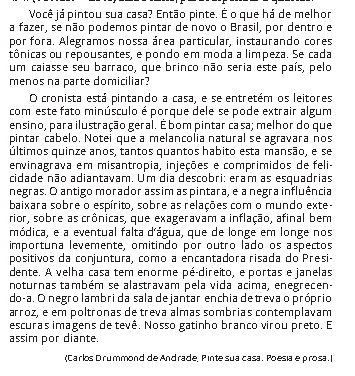 Você já pintou sua casa? Então pinte. É o que há de melhor
a fazer, se não podemos pintar de novo o Brasil, por dentro e
por fora. Alegramos nossa área particular, instaurando cores
tônicas ou repousantes, e pondo em moda a limpeza. Se cada
um caiasse seu barraco, que brinco não seria este país, pelo
menos na parte domiciliar?
O cronista está pintando a casa, e se entretém os leitores
com este fato minúsculo é porque dele se pode extrair algum
ensino, para ilustração geral. É bom pintar casa; melhor do que
pintar cabelo. Notei que a melancolia natural se agravara nos
últimos quinze anos, tantos quantos habito esta mansão, e se
envinagrava em misantropia, injeções e comprimidos de feli-
cidade não adiantavam. Um dia descobri: eram as esquadrias
negras. O antigo morador assim as pintara, e a negra influência
baixara sobre o espírito, sobre as relações com o mundo exte-
rior, sobre as crônicas, que exageravam a inflação, afinal bem
módica, e a eventual falta d'água, que de longe em longe nos
importuna levemente, omitindo por outro lado os aspectos
positivos da conjuntura, como a encantadora risada do Presi-
dente. A velha casa tem enorme pé-direito, e portas e janelas
noturnas também se alastravam pela vida acima, enegrecen-
do-a. O negro lambri da sala de jantar enchia de treva o próprio
arroz, e em poltronas de treva almas sombrias contemplavam
escuras imagens de tevê. Nosso gatinho branco virou preto. E
assim por diante.
(Carlos Drummond de Andrade, Pinte sua casa. Poesia e prosa.)